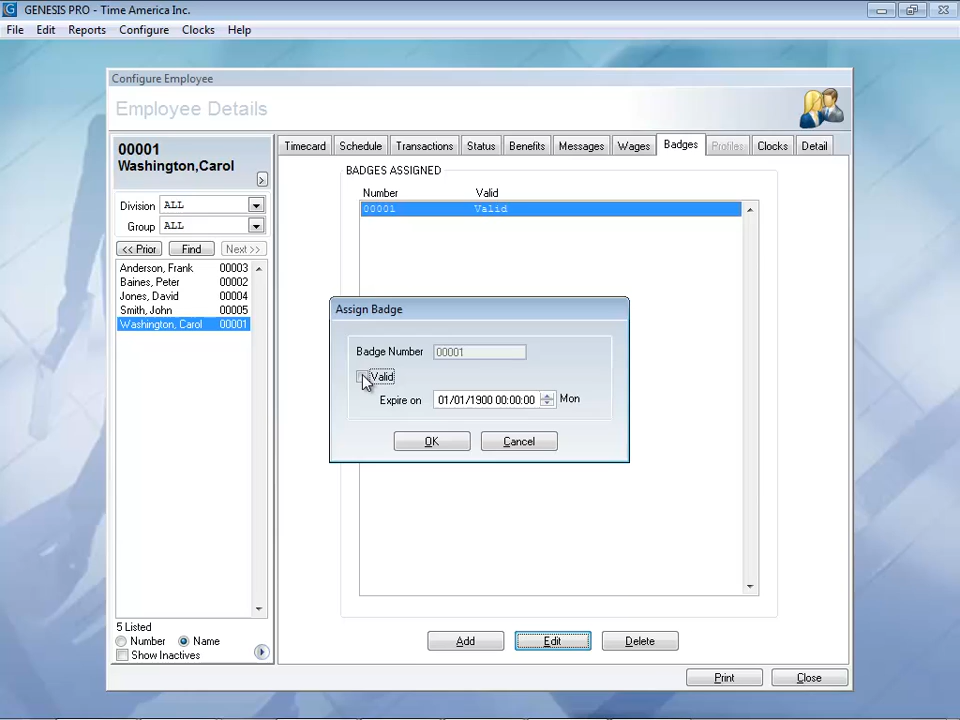 GENESIS PRO - Time America Inc.
File Edit Reports Configure Clocks Help
Configure Employee
Employee Details
00001
Washington,Carol
>
Division ALL
Group ALL
<< Prior Find Next >>
Anderson, Frank 00003
Baines, Peter 00002
Jones, David 00004
Smith, John 00005
Washington, Carol 00001
5 Listed
Number Name
Show Inactives
Timecard Schedule Transactions Status Benefits Messages Wages Badges Profiles Clocks Detail
BADGES ASSIGNED
Number Valid
00001 Valid
Assign Badge
Badge Number 00001
Valid
Expire on 01/01/1900 00:00:00 Mon
OK Cancel
Add Edit Delete
Print Close